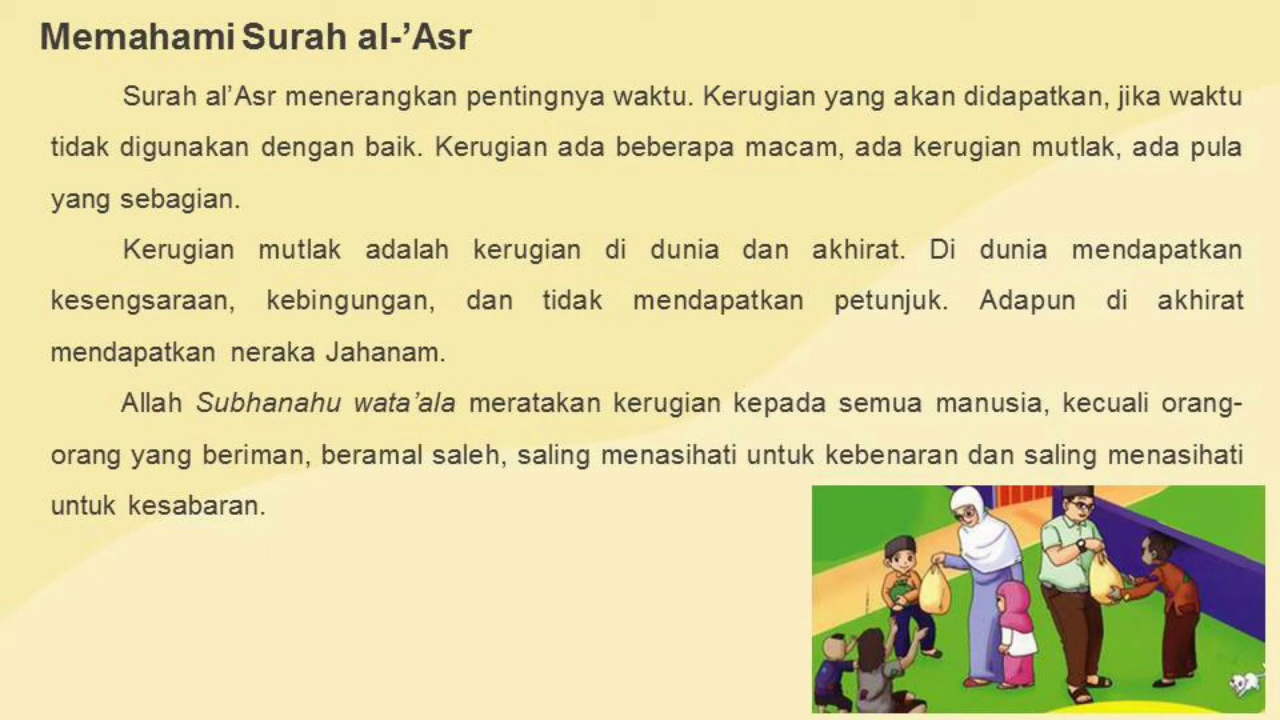 Memahami Surah al-’Asr
Surah al’Asr menerangkan pentingnya waktu. Kerugian yang akan didapatkan, jika waktu
tidak digunakan dengan baik. Kerugian ada beberapa macam, ada kerugian mutlak, ada pula
yang sebagian.
Kerugian mutlak adalah kerugian di dunia dan akhirat. Di dunia mendapatkan
kesengsaraan, kebingungan, dan tidak mendapatkan petunjuk. Adapun di akhirat
mendapatkan neraka Jahanam.
Allah Subhanahu wata’ala meratakan kerugian kepada semua manusia, kecuali orang-
orang yang beriman, beramal saleh, saling menasihati untuk kebenaran dan saling menasihati
untuk kesabaran.